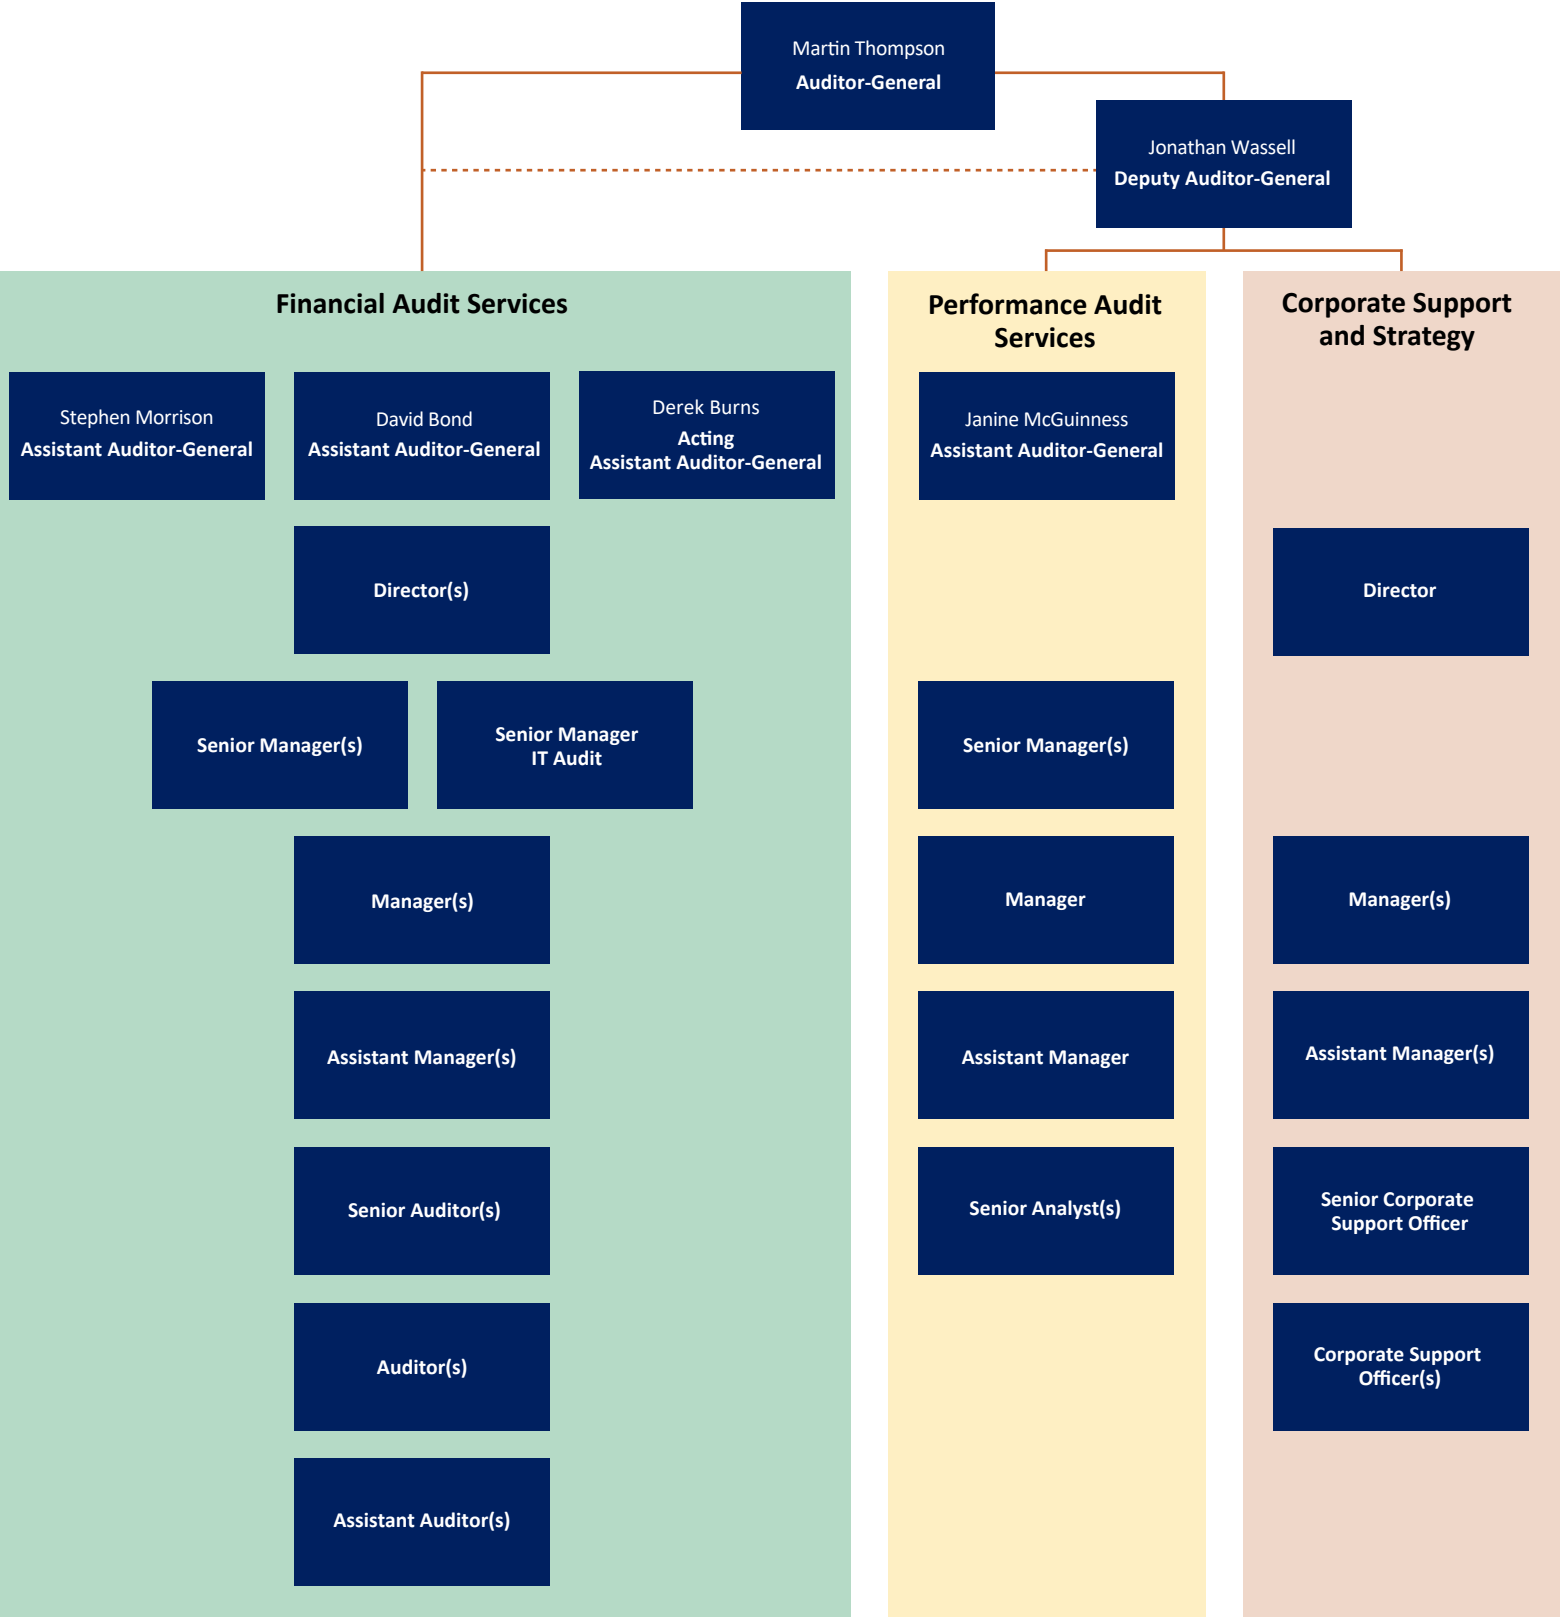 Martin Thompson
Auditor-General
Jonathan Wassell
Deputy Auditor-General
Financial Audit Services
Stephen Morrison
Assistant Auditor-General
David Bond
Assistant Auditor-General
Derek Burns
Acting
Assistant Auditor-General
Director(s)
Senior Manager(s)
Senior Manager
IT Audit
Manager(s)
Assistant Manager(s)
Senior Auditor(s)
Auditor(s)
Assistant Auditor(s)
Performance Audit
Services
Janine McGuinness
Assistant Auditor-General
Senior Manager(s)
Manager
Assistant Manager
Senior Analyst(s)
Corporate Support
and Strategy
Director
Manager(s)
Assistant Manager(s)
Senior Corporate
Support Officer
Corporate Support
Officer(s)